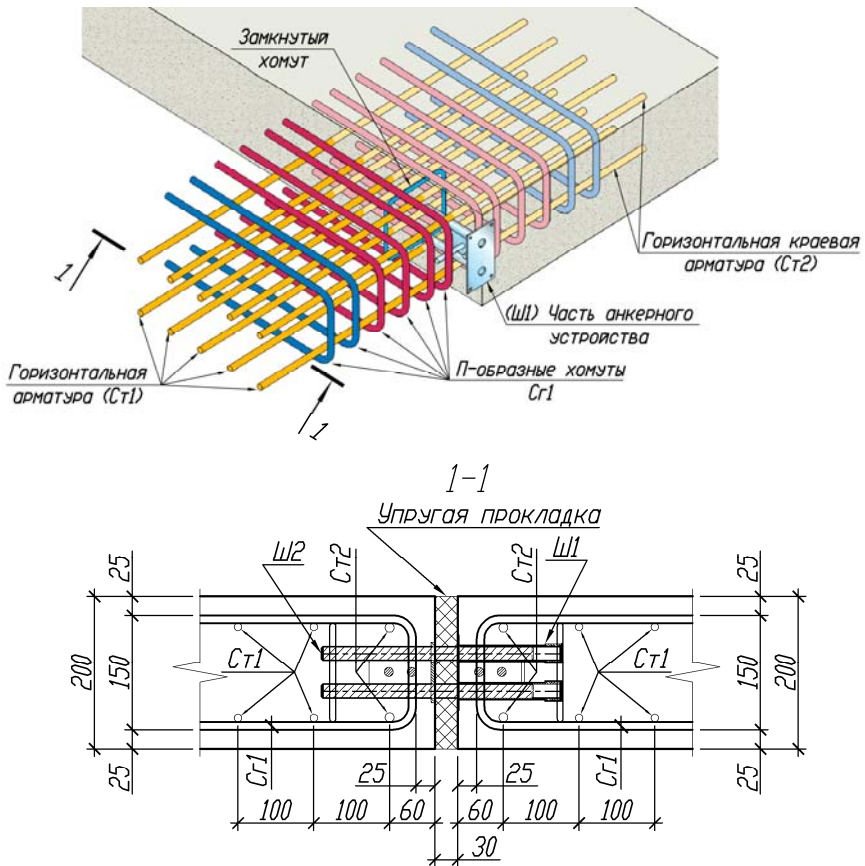 Замкнутый
хомут
1
Горизонтальная краевая
арматура (Ст2)
(Ш1) Часть анкерного
устройства
Горизонтальная
арматура (Ст1)
П-образные хомуты
Сг1
1
1-1
Упругая прокладка
Ш2
Ст2
Ст2
Ш1
25
25
200
150
Ст1
Ст1
150
200
25
25
Сг1
25
25
Сг1
100
100
60
60
100
100
30